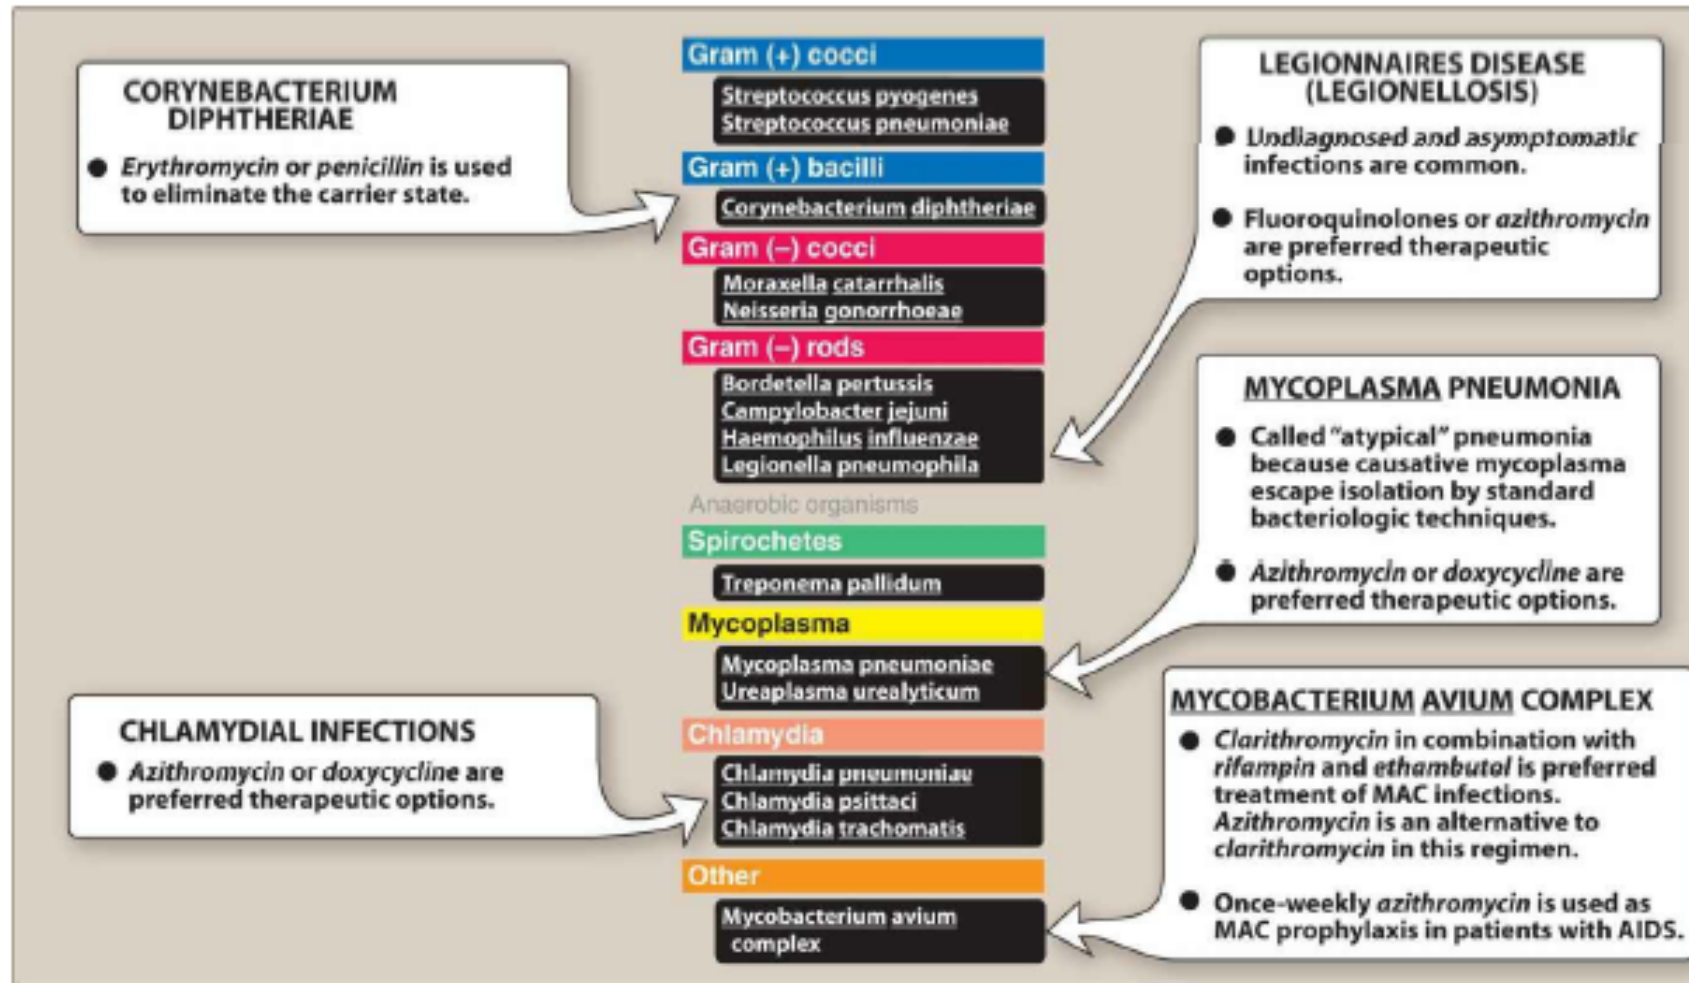 CORYNEBACTERIUM
DIPHTHERIAE
● Erythromycin or penicillin is used
to eliminate the carrier state.
Gram (+) cocci
Streptococcus pyogenes
Streptococcus pneumoniae
Gram (+) bacilli
Corynebacterium diphtheriae
Gram (–) cocci
Moraxella catarrhalis
Neisseria gonorrhoeae
Gram (–) rods
Bordetella pertussis
Campylobacter jejuni
Haemophilus influenzae
Legionella pneumophila
Anaerobic organisms
Spirochetes
Treponema pallidum
Mycoplasma
Mycoplasma pneumoniae
Ureaplasma urealyticum
Chlamydia
Chlamydia pneumoniae
Chlamydia psittaci
Chlamydia trachomatis
Other
Mycobacterium avium
complex
LEGIONNAIRES DISEASE
(LEGIONELLOSIS)
● Undiagnosed and asymptomatic
infections are common.
● Fluoroquinolones or azithromycin
are preferred therapeutic
options.
MYCOPLASMA PNEUMONIA
● Called "atypical" pneumonia
because causative mycoplasma
escape isolation by standard
bacteriologic techniques.
● Azithromycin or doxycycline are
preferred therapeutic options.
CHLAMYDIAL INFECTIONS
● Azithromycin or doxycycline are
preferred therapeutic options.
MYCOBACTERIUM AVIUM COMPLEX
● Clarithromycin in combination with
rifampin and ethambutol is preferred
treatment of MAC infections.
Azithromycin is an alternative to
clarithromycin in this regimen.
● Once-weekly azithromycin is used as
MAC prophylaxis in patients with AIDS.